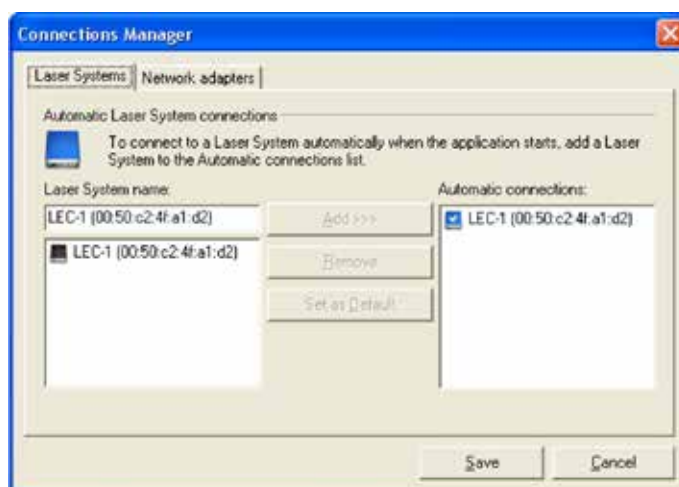 Connections Manager
Laser Systems Network adapters
Automatic Laser System connections
To connect to a Laser System automatically when the application starts, add a Laser
System to the Automatic connections list.
Laser System name:
Automatic connections:
LEC-1 (00:50:c2:4f:a1:d2)
Add >>>
LEC-1 (00:50:c2:4f:a1:d2)
LEC-1 (00:50:c2:4f:a1:d2)
Remove
Set as Default
Save
Cancel